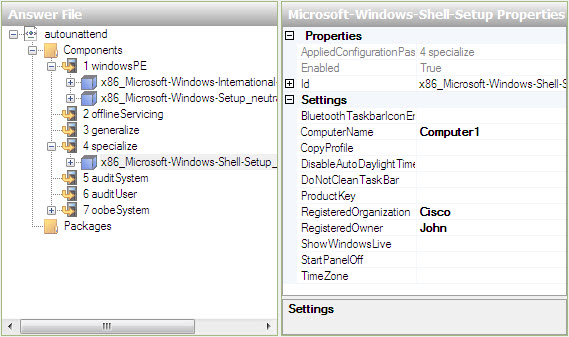 Answer File
autounattend
Components
1 windowsPE
x86_Microsoft-Windows-International-
x86_Microsoft-Windows-Setup_neutra
2 offlineServicing
3 generalize
4 specialize
x86_Microsoft-Windows-Shell-Setup_
5 auditSystem
6 auditUser
7 oobeSystem
Packages
Microsoft-Windows-Shell-Setup Properties
Properties
AppliedConfigurationPas 4 specialize
Enabled True
Id x86_Microsoft-Windows-Shell-S
Settings
BluetoothTaskbarIconEr
ComputerName Computer1
CopyProfile
DisableAutoDaylightTime
DoNotCleanTaskBar
ProductKey
RegisteredOrganization Cisco
RegisteredOwner John
ShowWindowsLive
StartPanelOff
TimeZone
Settings